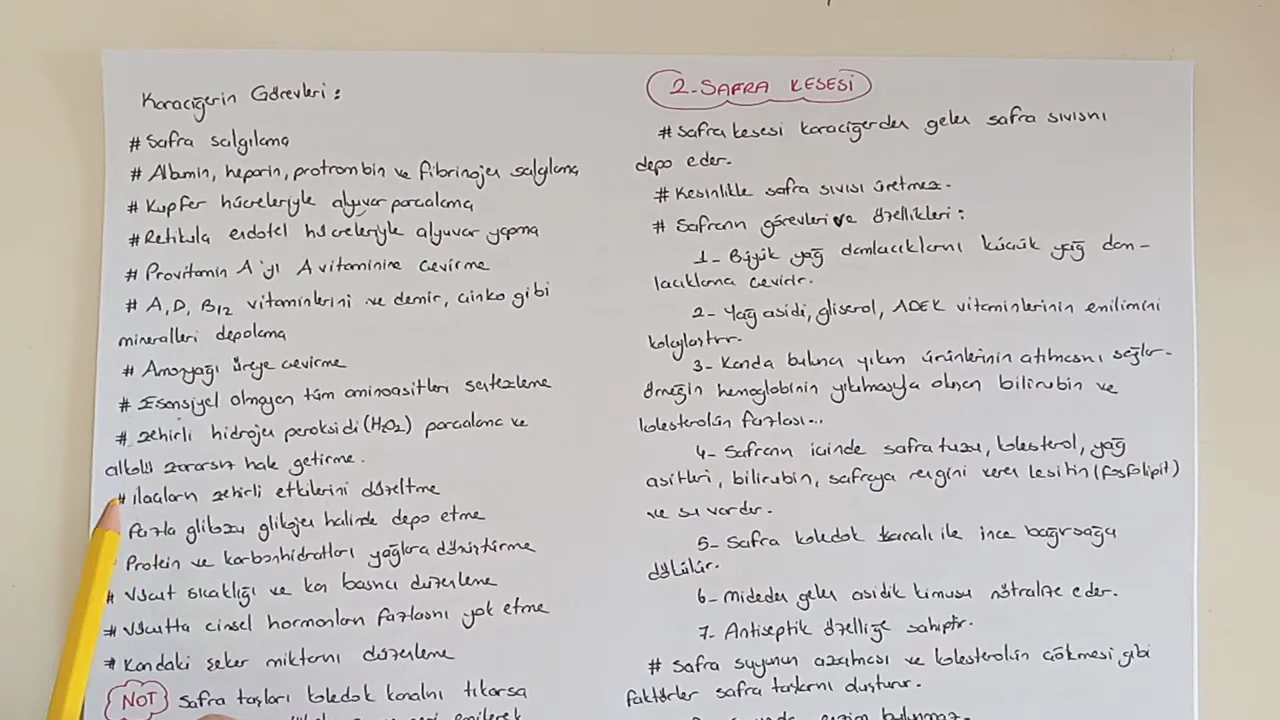 Karaciğerin Görevleri :
# Safra salgılama
# Albumin, heparin, protrombin ve fibrinojen salgılama
# Kupfer hücreleriyle alyuvar parçalama
# Retikula endotel hücreleriyle alyuvar yapma
# Provitamin A'yı A vitaminine çevirme
# A, D, B12 vitaminlerini ve demir, çinko gibi
mineralleri depolama
# Amonyağı üreye çevirme
# Esensiyel olmayan tüm aminoasitleri sentezleme
# Zehirli hidrojen peroksidi (H2O2) parçalama ve
alkolü zararsız hale getirme.
# ilaçların zehirli etkilerini düzeltme
fazla glikozu glikojen halinde depo etme
Protein ve karbonhidratları yağlara dönüştürme
# Vücut sıcaklığı ve kan basıncı düzenleme
# Vücutta cinsel hormonların fazlasını yok etme
# Kandaki şeker miktarını düzenleme
NOT Safra taşları koledok kanalını tıkarsa
emilerek
2-SAFRA KESESİ
# Safra kesesi karaciğerden gelen safra sıvısını
depo eder.
# Kesinlikle safra sıvısı üretmez.
# Safranın görevleri ve özellikleri :
1- Büyük yağ damlacıklarını küçük yağ dam-
lacıklarına çevirir.
2- Yağ asidi, gliserol, ADEK vitaminlerinin emilimini
kolaylaştırır.
3- Kanda bulunan yıkım ürünlerinin atılmasını sağlar.
örneğin hemoglobinin yıkılmasıyla oluşan bilirubin ve
kolesterolün fazlası...
4- Safranın içinde safra tuzu, kolesterol, yağ
asitleri, bilirubin, safraya rengini veren lesitin (fosfolipit)
ve su vardır.
5- Safra koledok kanalı ile ince bağırsağa
dökülür.
6- mideden gelen asidik kimusu nötralize eder.
7- Antiseptik özelliğe sahiptir.
# Safra suyunun azalması ve kolesterolün çökmesi gibi
faktörler safra taşlarını oluşturur.
bulunmaz.